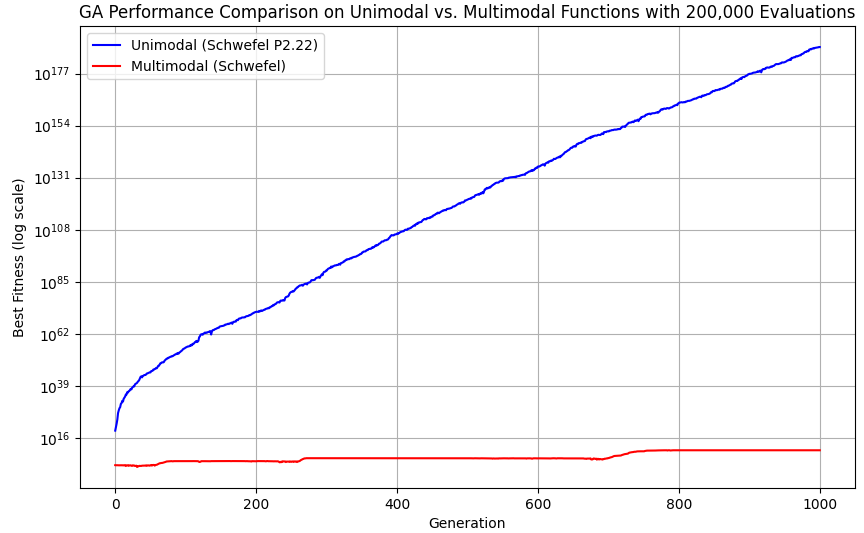 GA Performance Comparison on Unimodal vs. Multimodal Functions with 200,000 Evaluations
Unimodal (Schwefel P2.22)
Multimodal (Schwefel)
10^177
10^154
10^131
10^108
10^85
10^62
10^39
10^16
Best Fitness (log scale)
0 200 400 600 800 1000
Generation